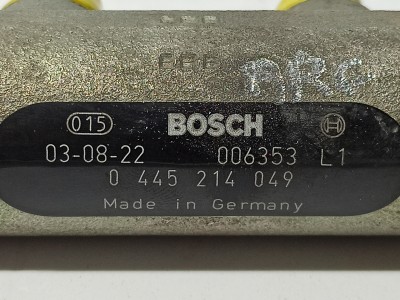 015 BOSCH
03-08-22 006353 L1
0 445 214 049
Made in Germany